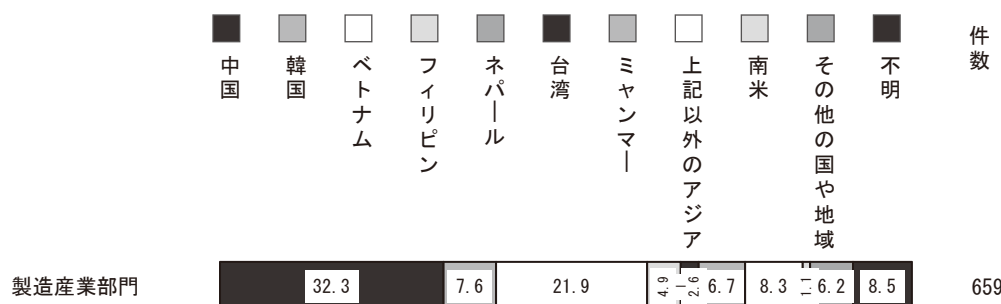 中国
韓国
ベトナム
フィリピン
ネパール
台湾
ミャンマー
上記以外のアジア
南米
その他の国や地域
不明
件数
製造産業部門 32.3 7.6 21.9 4.9 - 2.6 6.7 8.3 1.1 6.2 8.5 659